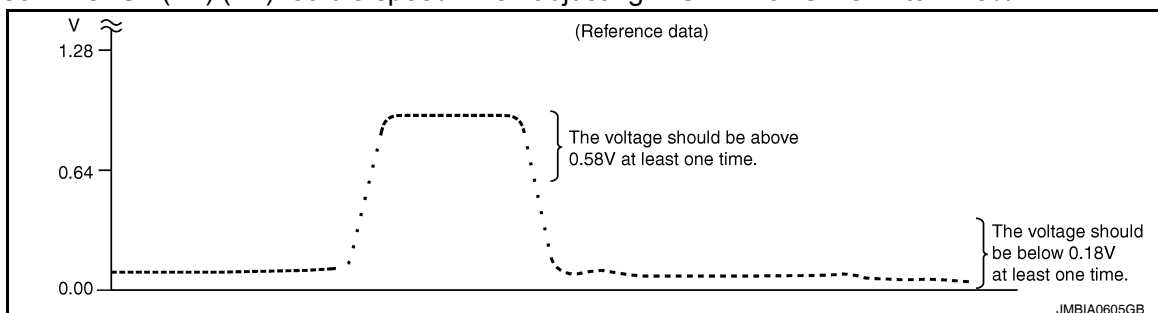 V
(Reference data)
1.28
The voltage should be above
0.58V at least one time.
0.64
The voltage should
be below 0.18V
at least one time.
0.00
JMBIA0605GB